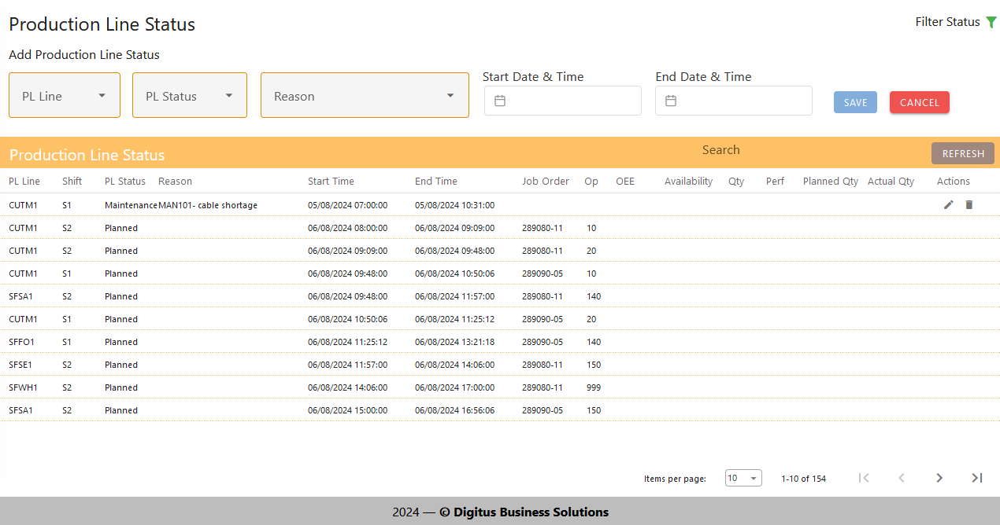 Production Line Status
Filter Status
Add Production Line Status
PL Line
PL Status
Reason
Start Date & Time
End Date & Time
SAVE
CANCEL
Production Line Status
Search
REFRESH
PL Line Shift PL Status Reason Start Time End Time Job Order Op OEE Availability Qty Perf Planned Qty Actual Qty Actions
CUTM1 S1 Maintenance MAN101- cable shortage 05/08/2024 07:00:00 05/08/2024 10:31:00
CUTM1 S2 Planned 06/08/2024 08:00:00 06/08/2024 09:09:00 289080-11 10
CUTM1 S2 Planned 06/08/2024 09:09:00 06/08/2024 09:48:00 289080-11 20
CUTM1 S1 Planned 06/08/2024 09:48:00 06/08/2024 10:50:06 289090-05 10
SFSA1 S2 Planned 06/08/2024 09:48:00 06/08/2024 11:57:00 289080-11 140
CUTM1 S1 Planned 06/08/2024 10:50:06 06/08/2024 11:25:12 289090-05 20
SFFO1 S1 Planned 06/08/2024 11:25:12 06/08/2024 13:21:18 289090-05 140
SFSE1 S2 Planned 06/08/2024 11:57:00 06/08/2024 14:06:00 289080-11 150
SFWH1 S2 Planned 06/08/2024 14:06:00 06/08/2024 17:00:00 289080-11 999
SFSA1 S2 Planned 06/08/2024 15:00:00 06/08/2024 16:56:06 289090-05 150
Items per page: 10 1-10 of 154
2024 — © Digitus Business Solutions